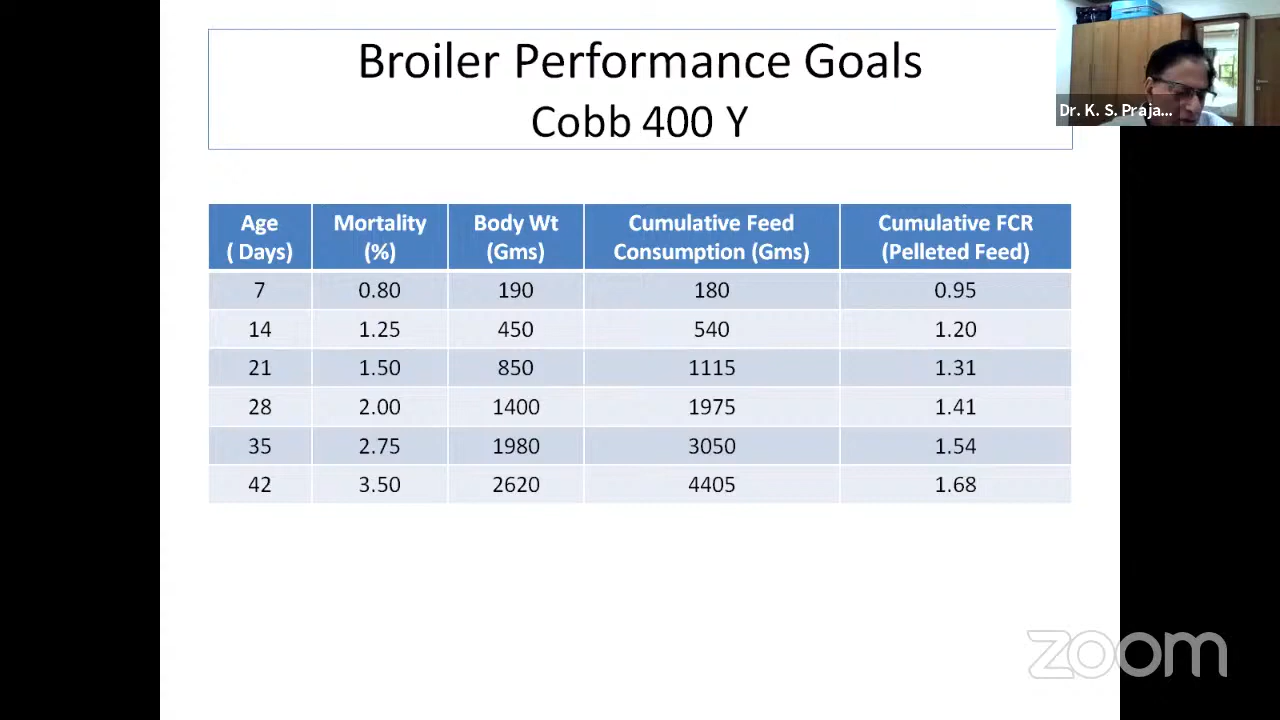 Broiler Performance Goals
Cobb 400 Y
Dr. K. S. Praja...
Age ( Days) Mortality (%) Body Wt (Gms) Cumulative Feed Consumption (Gms) Cumulative FCR (Pelleted Feed)
7 0.80 190 180 0.95
14 1.25 450 540 1.20
21 1.50 850 1115 1.31
28 2.00 1400 1975 1.41
35 2.75 1980 3050 1.54
42 3.50 2620 4405 1.68
zoom